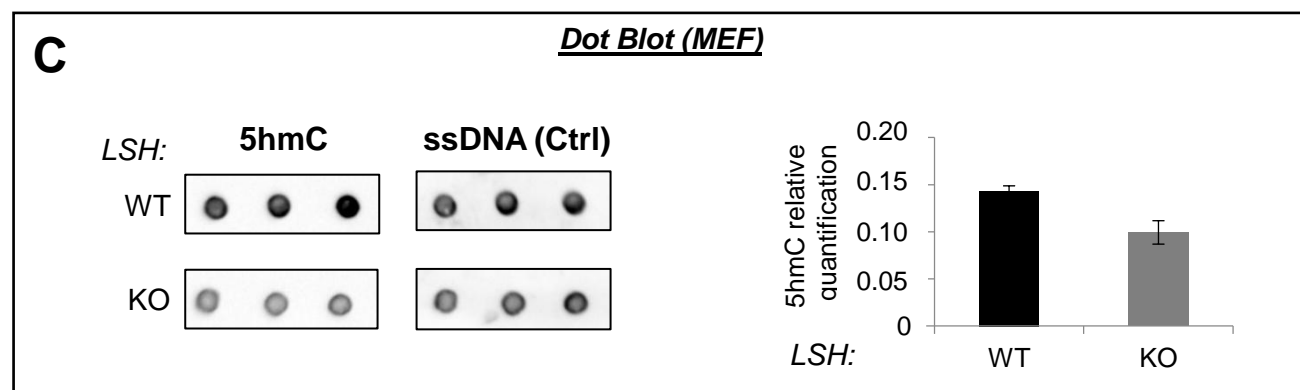 C
Dot Blot (MEF)
LSH:
5hmC
ssDNA (Ctrl)
WT
KO
5hmC relative
quantification
0.20
0.15
0.10
0.05
0
LSH:
WT
KO